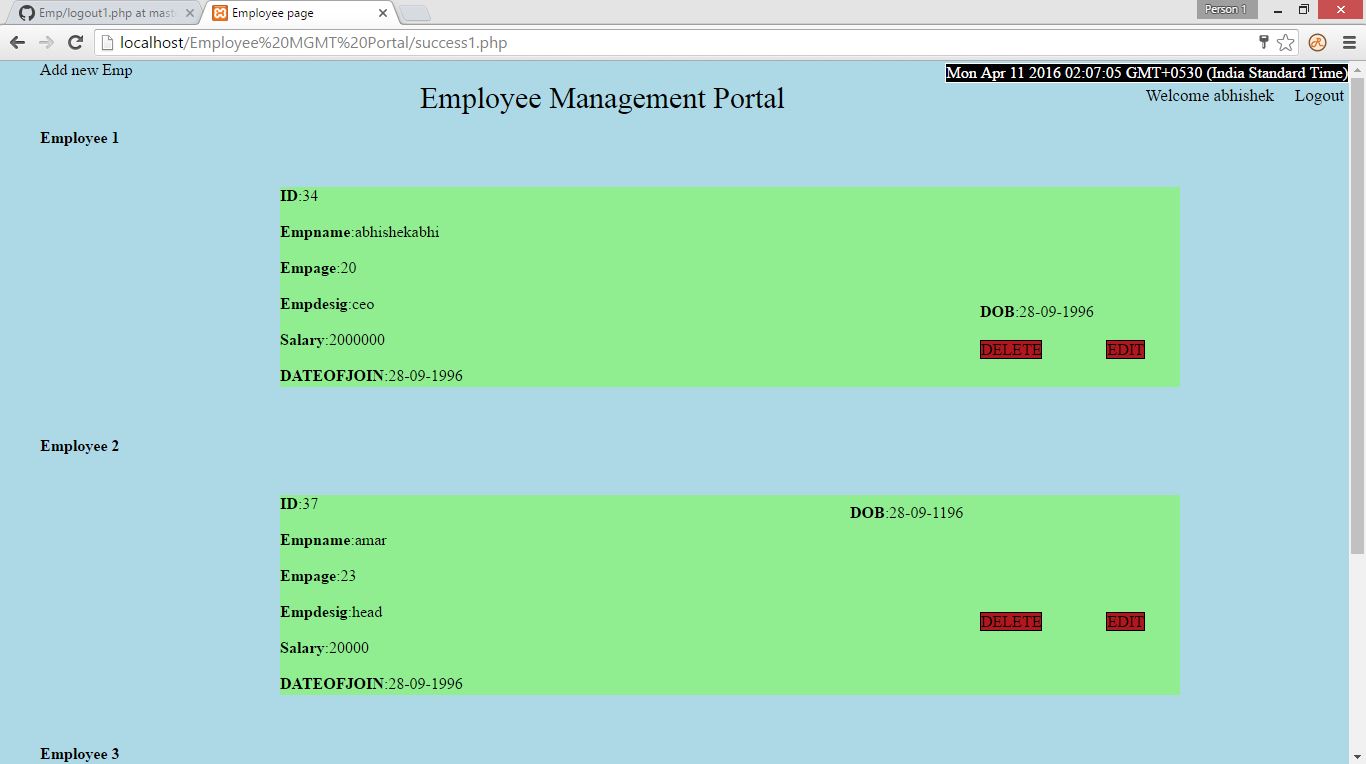 Emp/logout1.php at mast
Employee page
Person 1
localhost/Employee%20MGMT%20Portal/success1.php
Add new Emp
Mon Apr 11 2016 02:07:05 GMT+0530 (India Standard Time)
Employee Management Portal
Welcome abhishek Logout
Employee 1
ID:34
Empname:abhishekabhi
Empage:20
Empdesig:ceo
DOB:28-09-1996
Salary:2000000
DELETE EDIT
DATEOFJOIN:28-09-1996
Employee 2
ID:37
DOB:28-09-1196
Empname:amar
Empage:23
Empdesig:head
DELETE EDIT
Salary:20000
DATEOFJOIN:28-09-1996
Employee 3